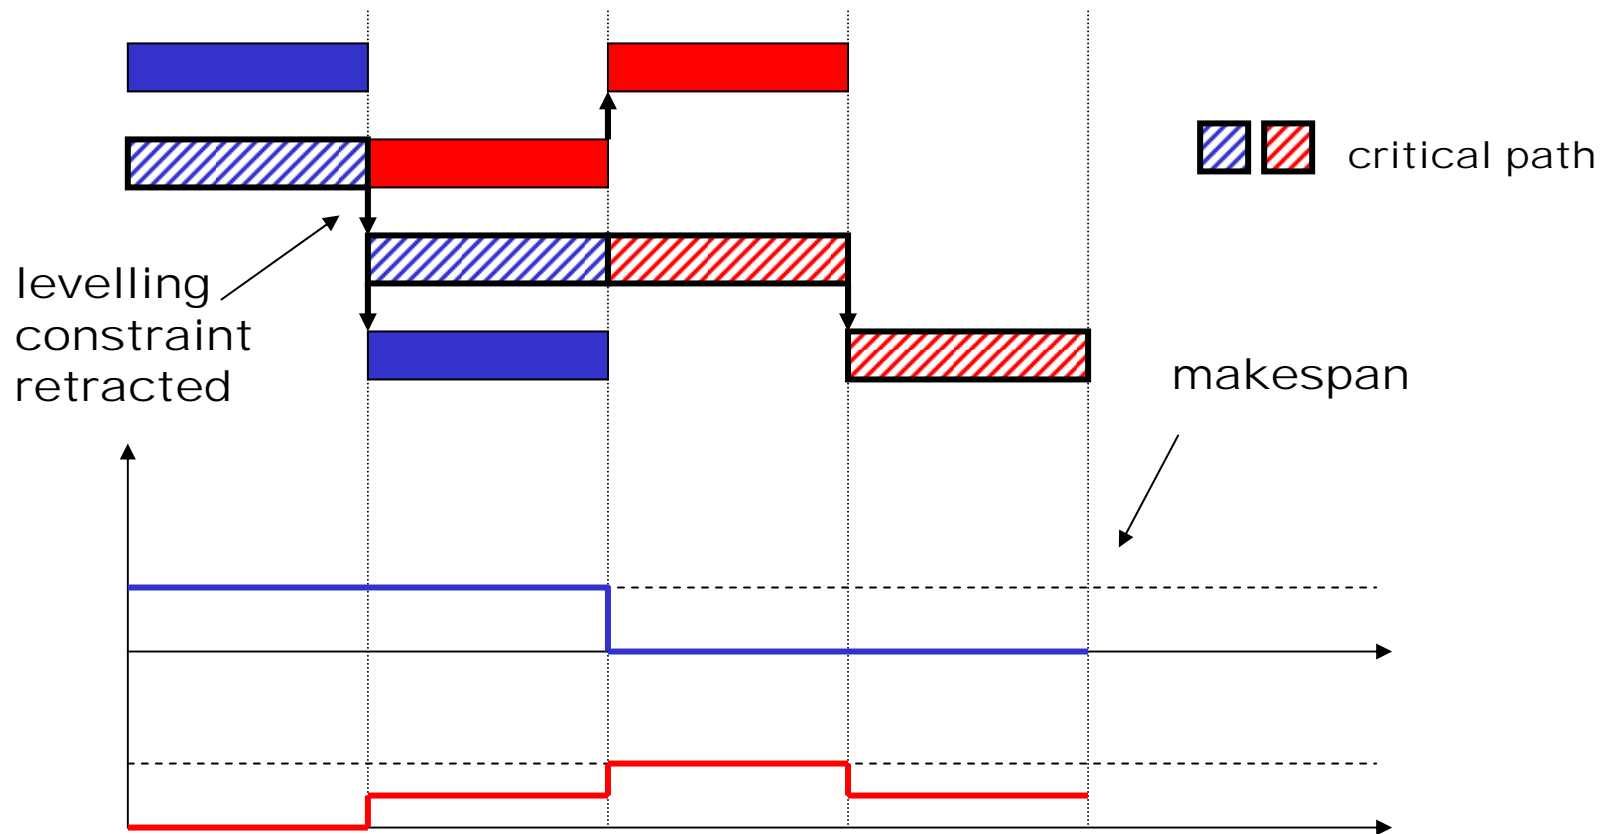 critical path
levelling
constraint
retracted
makespan